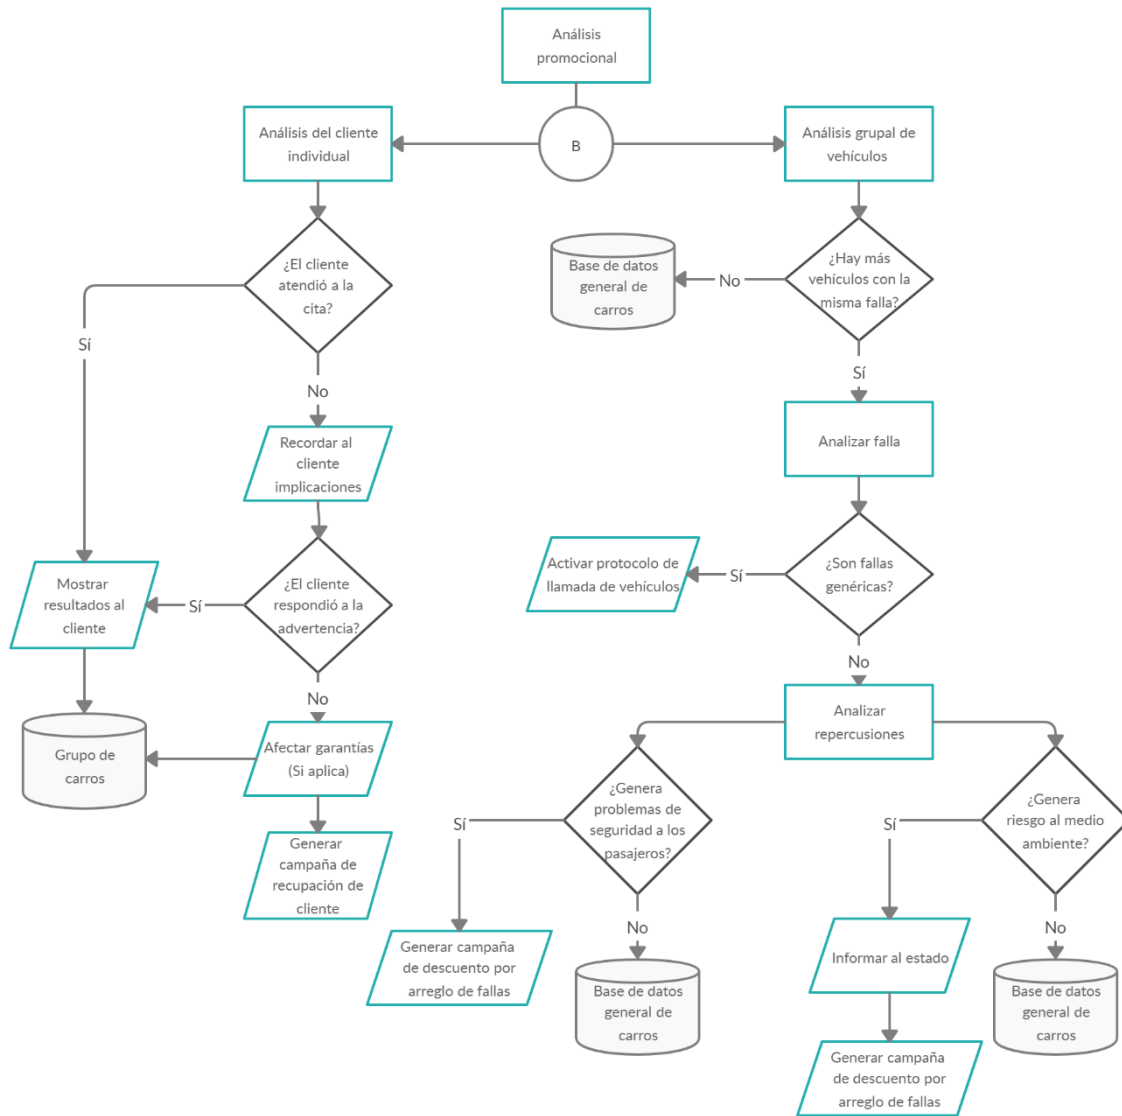 Análisis
promocional
Análisis del cliente
individual
B
Análisis grupal de
vehículos
¿El cliente
atendió a la
cita?
Base de datos
general de
carros
No
¿Hay más
vehículos con la
misma falla?
Sí
Sí
No
Recordar al
cliente
implicaciones
Analizar falla
Activar protocolo de
llamada de vehículos
Sí
¿Son fallas
genéricas?
Mostrar
resultados al
cliente
Sí
¿El cliente
respondió a la
advertencia?
No
No
Analizar
repercusiones
Grupo de
carros
Afectar garantías
(Si aplica)
¿Genera
problemas de
seguridad a los
pasajeros?
¿Genera
riesgo al medio
ambiente?
Sí
Sí
Generar
campaña de
recupación de
cliente
No
No
Generar campaña
de descuento por
arreglo de fallas
Informar al estado
Base de datos
general de
carros
Base de datos
general de
carros
Generar campaña
de descuento por
arreglo de fallas